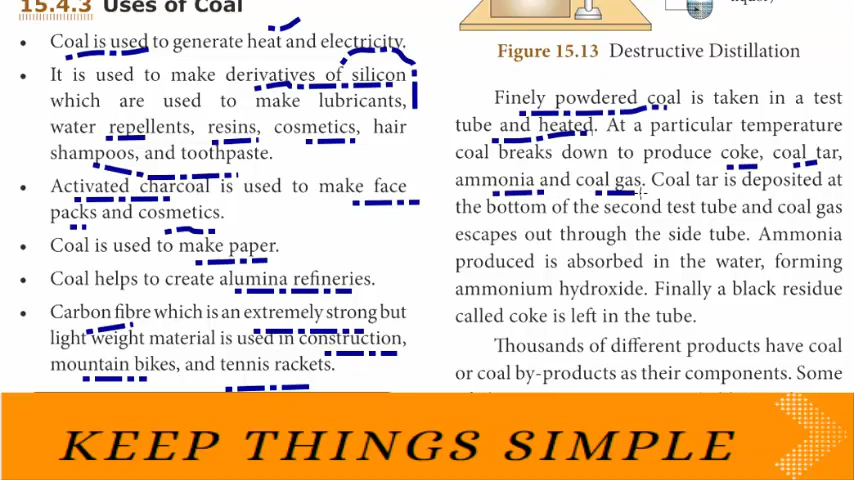 15.4.3 Uses of Coal
• Coal is used to generate heat and electricity.
• It is used to make derivatives of silicon
which are used to make lubricants,
water repellents, resins, cosmetics, hair
shampoos, and toothpaste.
• Activated charcoal is used to make face
packs and cosmetics.
• Coal is used to make paper.
• Coal helps to create alumina refineries.
• Carbon fibre which is an extremely strong but
light weight material is used in construction,
mountain bikes, and tennis rackets.
liquor)
Figure 15.13 Destructive Distillation
Finely powdered coal is taken in a test
tube and heated. At a particular temperature
coal breaks down to produce coke, coal tar,
ammonia and coal gas. Coal tar is deposited at
the bottom of the second test tube and coal gas
escapes out through the side tube. Ammonia
produced is absorbed in the water, forming
ammonium hydroxide. Finally a black residue
called coke is left in the tube.
Thousands of different products have coal
or coal by-products as their components. Some
KEEP THINGS SIMPLE